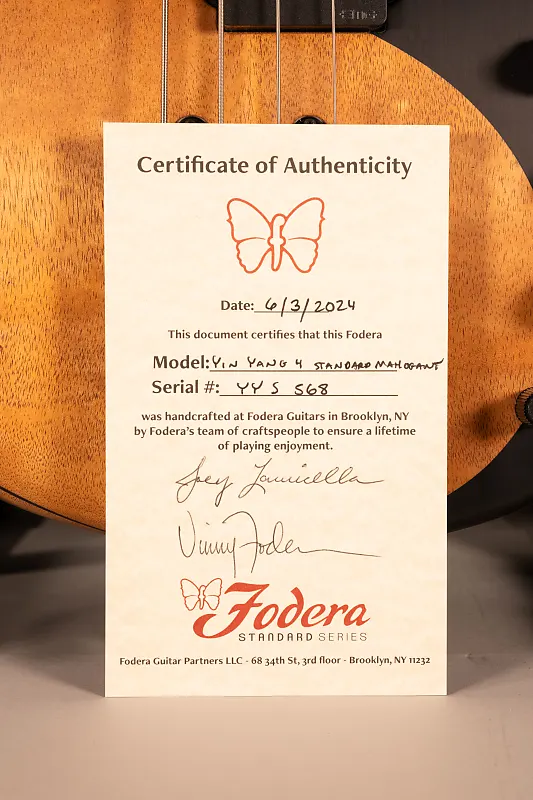 EMG
Certificate of Authenticity
Date: 6/3/2024
This document certifies that this Fodera
Model: YIN YANG 4 STANDARD MAHOGANY
Serial #: YY S 568
was handcrafted at Fodera Guitars in Brooklyn, NY
by Fodera's team of craftspeople to ensure a lifetime
of playing enjoyment.
Joey Lauricella
Vinny Fodera
Fodera
STANDARD SERIES
Fodera Guitar Partners LLC - 68 34th St, 3rd floor - Brooklyn, NY 11232